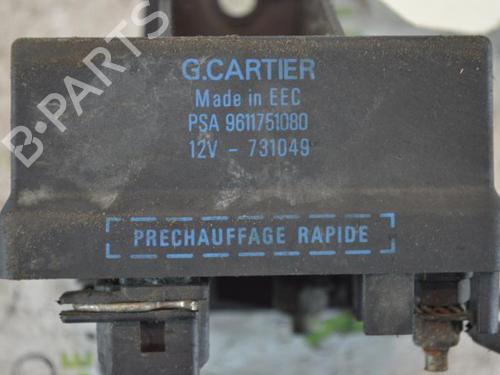 G.CARTIER
Made in EEC
PSA 9611751080
12V - 731049
PRECHAUFFAGE RAPIDE
B-PARTS